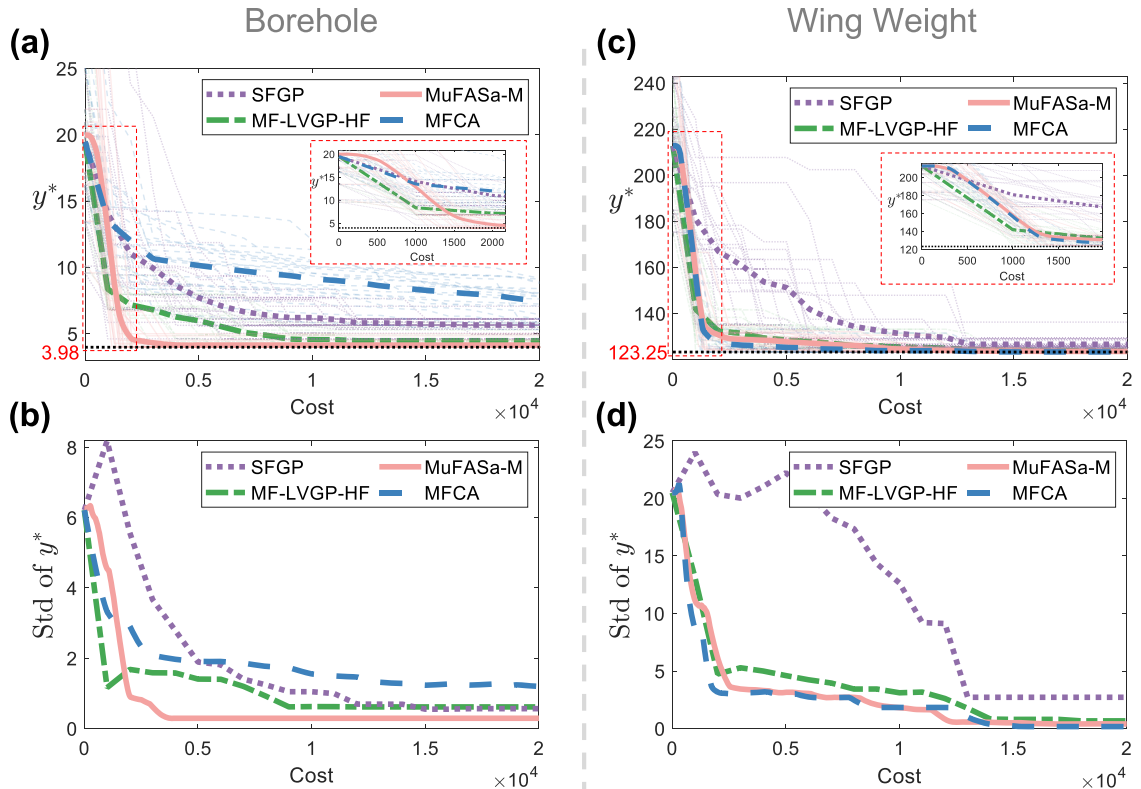 Borehole
Wing Weight
(a)
25
20
15
10
5
3.98
y*
SFGP
MuFASa-M
MF-LVGP-HF
MFCA
20
15
10
5
y*
0
500
1000
1500
2000
Cost
0
0.5
1
1.5
2
Cost
×10⁴
(c)
240
220
200
180
160
140
123.25
y*
SFGP
MuFASa-M
MF-LVGP-HF
MFCA
200
180
160
140
120
y*
0
500
1000
1500
Cost
0
0.5
1
1.5
2
Cost
×10⁴
(b)
8
6
4
2
0
Std of y*
SFGP
MuFASa-M
MF-LVGP-HF
MFCA
0
0.5
1
1.5
2
Cost
×10⁴
(d)
25
20
15
10
5
0
Std of y*
SFGP
MuFASa-M
MF-LVGP-HF
MFCA
0
0.5
1
1.5
2
Cost
×10⁴